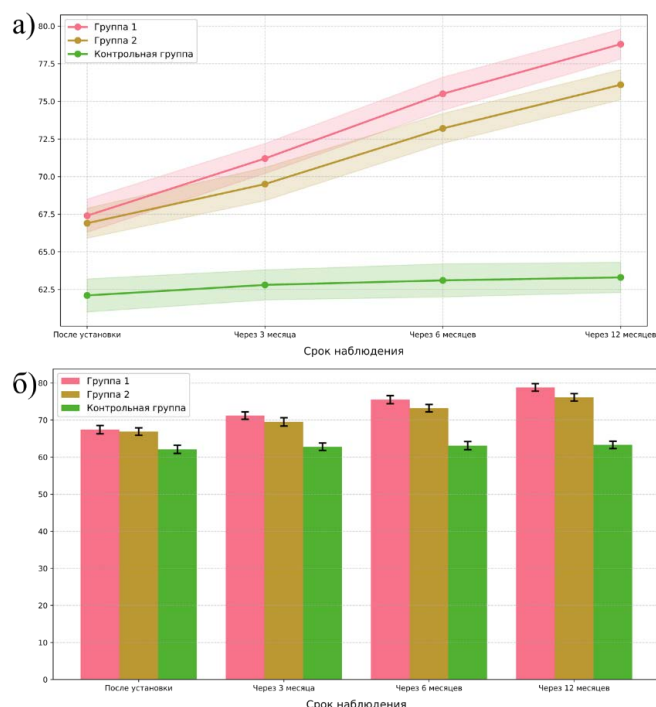 а)
Группа 1
Группа 2
Контрольная группа
80.0
77.5
75.0
72.5
70.0
67.5
65.0
62.5
После установки
Через 3 месяца
Через 6 месяцев
Через 12 месяцев
Срок наблюдения
б)
Группа 1
Группа 2
Контрольная группа
80
70
60
50
40
30
20
10
0
После установки
Через 3 месяца
Через 6 месяцев
Через 12 месяцев
Срок наблюдения